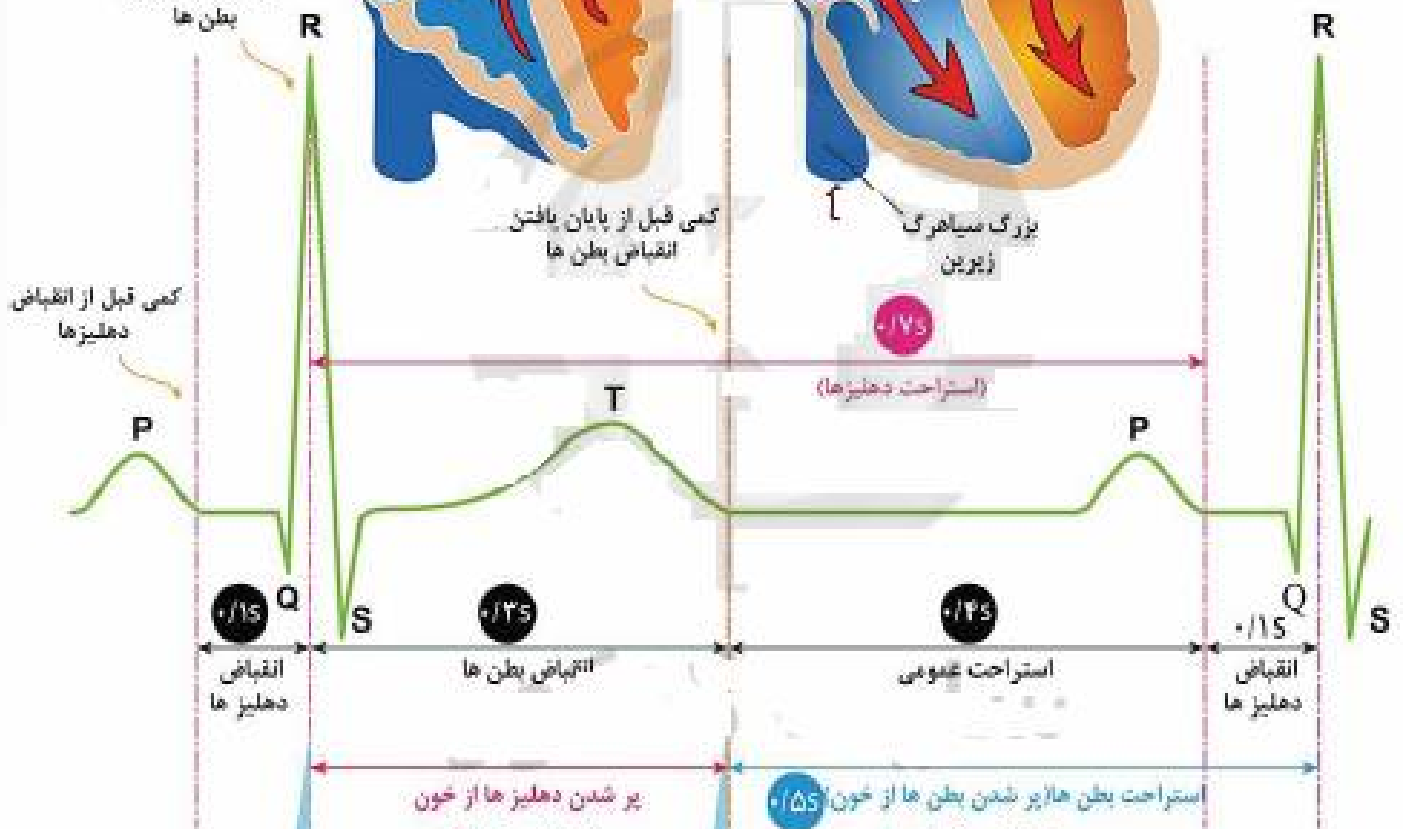 بطن ها
R
R
کمی قبل از پایان یافتن
انقباض بطن ها
بزرگ سیاهرگ
زیرین
کمی قبل از انقباض
دهلیزها
۰/۷s
(استراحت دهلیزها)
P
T
P
Q
S
Q
S
۰/۱s
انقباض
دهلیز ها
۰/۳s
انقباض بطن ها
۰/۴s
استراحت عمومی
۰/۱s
انقباض
دهلیز ها
پر شدن دهلیز ها از خون
۰/۵s
استراحت بطن ها(پر شدن بطن ها از خون)